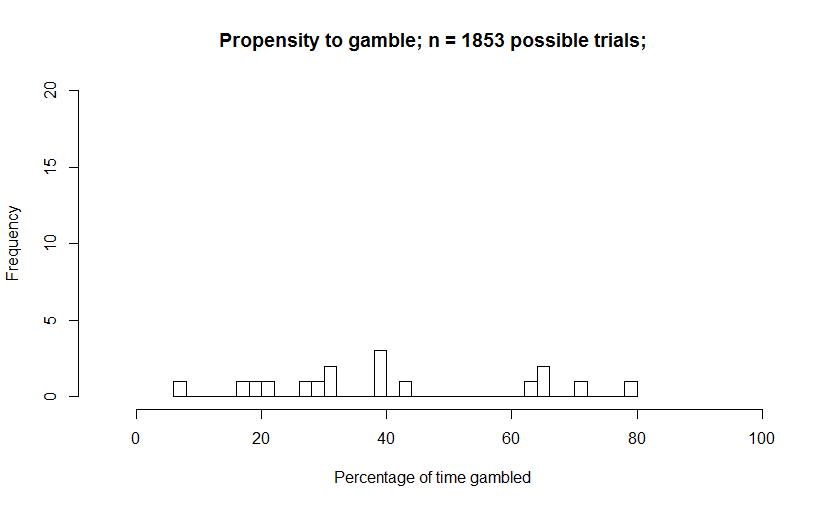 Propensity to gamble; n = 1853 possible trials;
20
15
10
5
0
Frequency
0 20 40 60 80 100
Percentage of time gambled